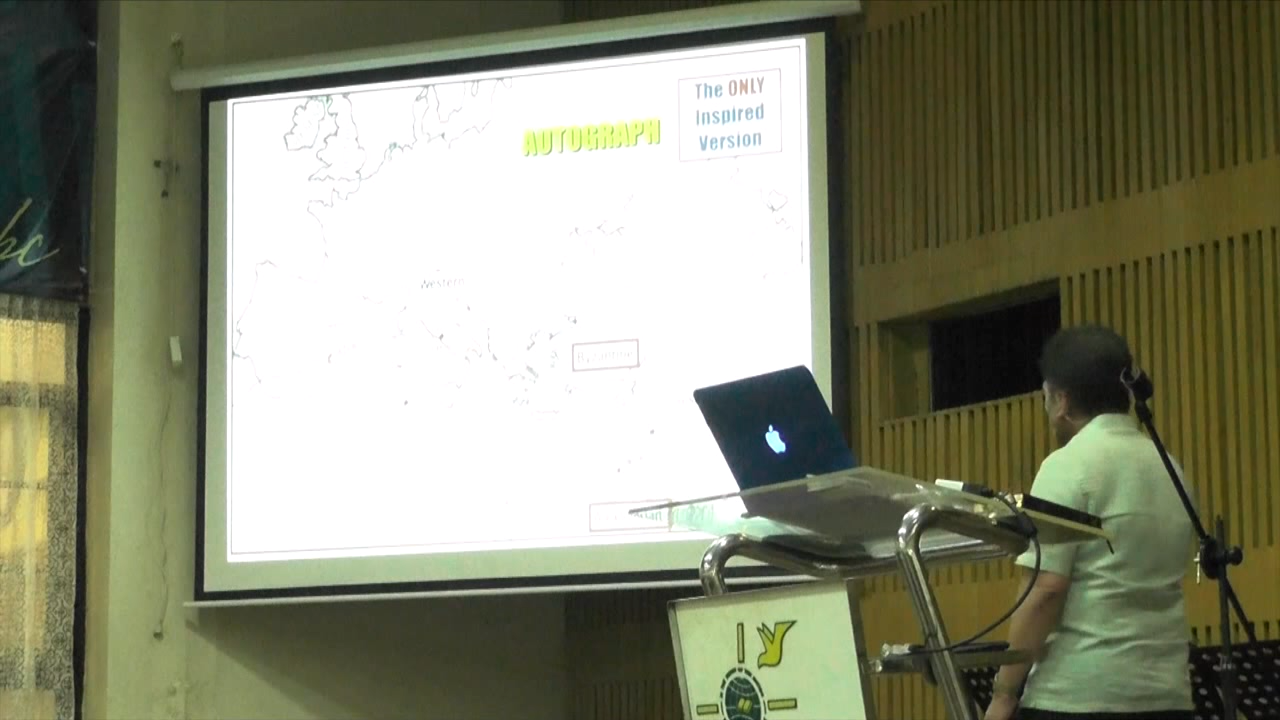 The ONLY
Inspired
Version
AUTOGRAPH
Western
Byzantine